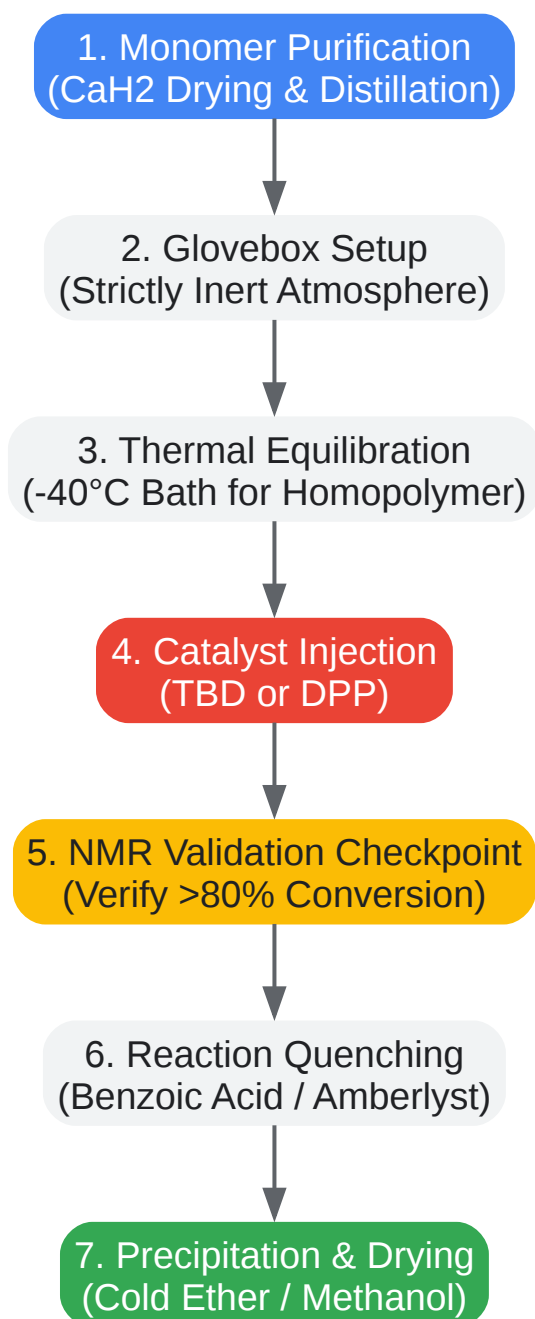 1. Monomer Purification
(CaH2 Drying & Distillation)
2. Glovebox Setup
(Strictly Inert Atmosphere)
3. Thermal Equilibration
(-40°C Bath for Homopolymer)
4. Catalyst Injection
(TBD or DPP)
5. NMR Validation Checkpoint
(Verify >80% Conversion)
6. Reaction Quenching
(Benzoic Acid / Amberlyst)
7. Precipitation & Drying
(Cold Ether / Methanol)